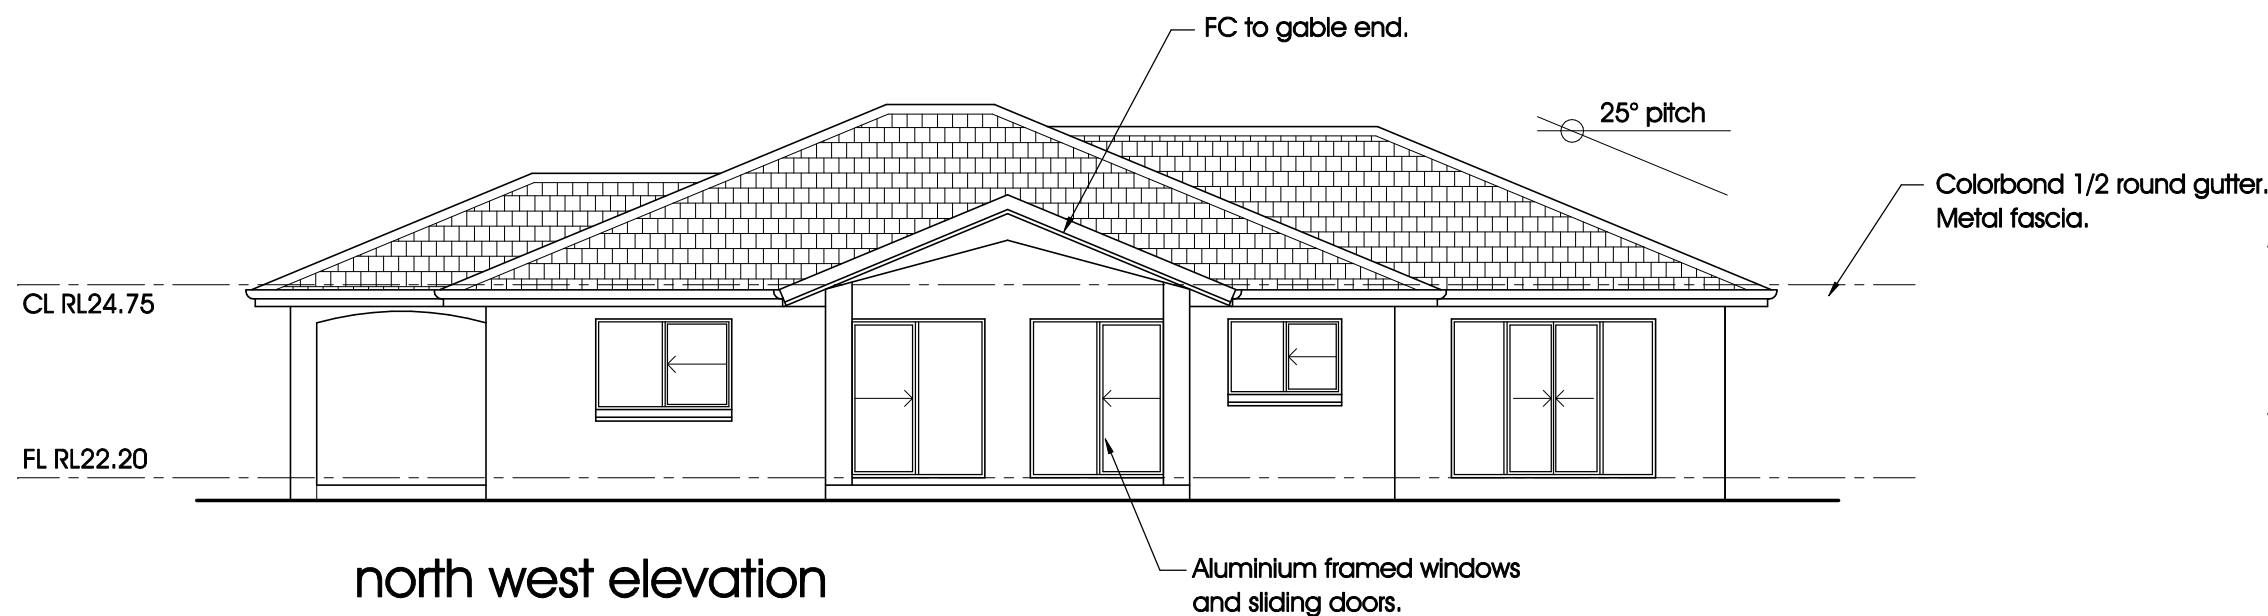 FC to gable end.
25° pitch
Colorbond 1/2 round gutter.
Metal fascia.
CL RL24.75
FL RL22.20
north west elevation
Aluminium framed windows
and sliding doors.